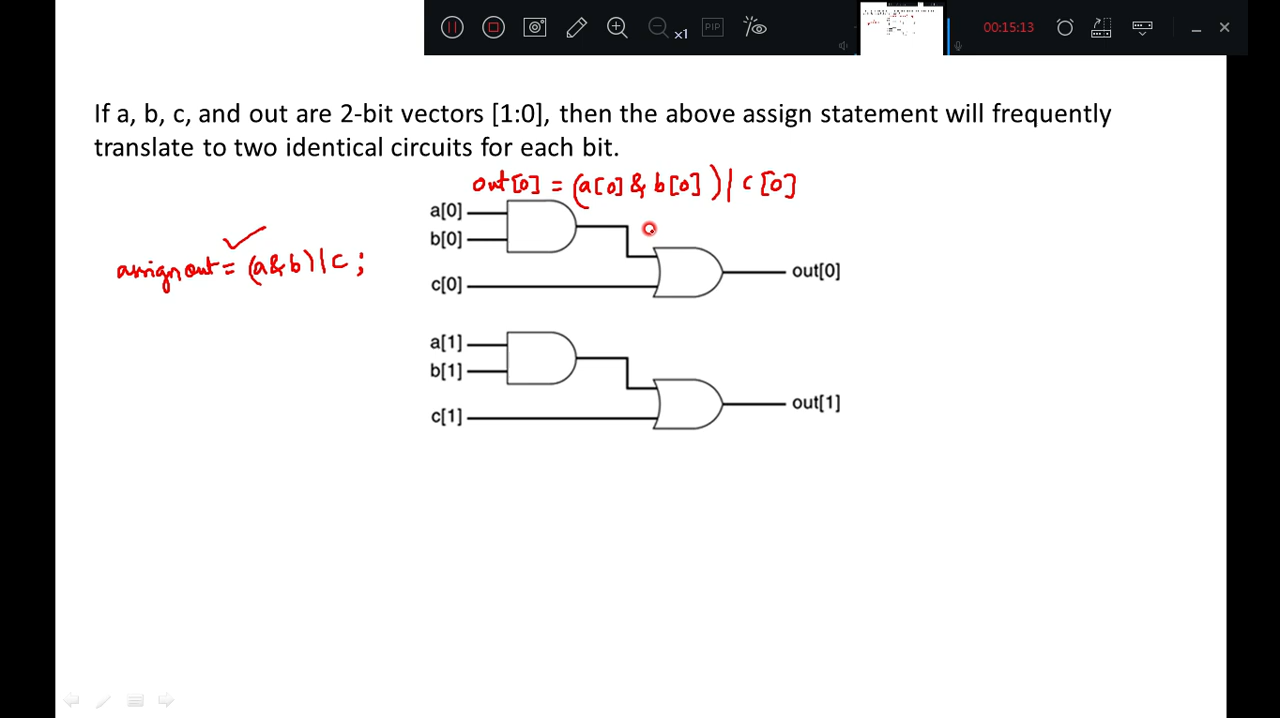 x1
PIP
00:15:13
If a, b, c, and out are 2-bit vectors [1:0], then the above assign statement will frequently
translate to two identical circuits for each bit.
out[0] = (a[0] & b[0]) | c[0]
a[0]
b[0]
assign out = (a & b) | c ;
c[0]
out[0]
a[1]
b[1]
c[1]
out[1]